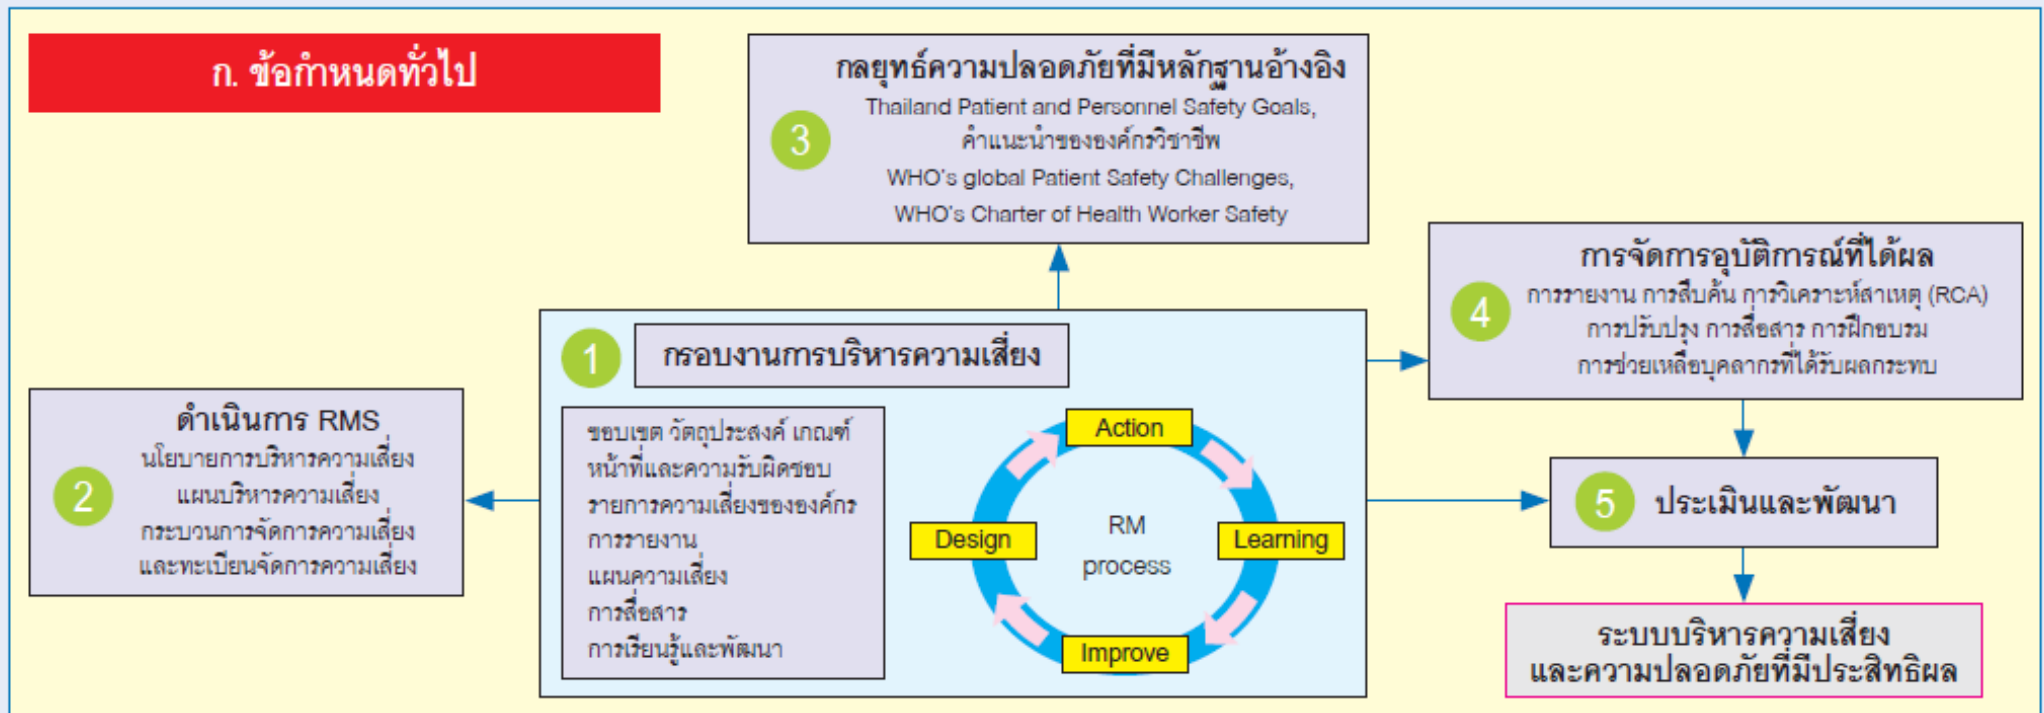 ก. ข้อกำหนดทั่วไป
3
กลยุทธ์ความปลอดภัยที่มีหลักฐานอ้างอิง
Thailand Patient and Personnel Safety Goals,
คำแนะนำขององค์กรวิชาชีพ
WHO's global Patient Safety Challenges,
WHO's Charter of Health Worker Safety
1
กรอบงานการบริหารความเสี่ยง
ขอบเขต วัตถุประสงค์ เกณฑ์
หน้าที่และความรับผิดชอบ
รายการความเสี่ยงขององค์กร
การรายงาน
แผนความเสี่ยง
การสื่อสาร
การเรียนรู้และพัฒนา
Action
Design
RM
process
Learning
Improve
2
ดำเนินการ RMS
นโยบายการบริหารความเสี่ยง
แผนบริหารความเสี่ยง
กระบวนการจัดการความเสี่ยง
และทะเบียนจัดการความเสี่ยง
4
การจัดการอุบัติการณ์ที่ได้ผล
การรายงาน การสืบค้น การวิเคราะห์สาเหตุ (RCA)
การปรับปรุง การสื่อสาร การฝึกอบรม
การช่วยเหลือบุคลากรที่ได้รับผลกระทบ
5
ประเมินและพัฒนา
ระบบบริหารความเสี่ยง
และความปลอดภัยที่มีประสิทธิผล